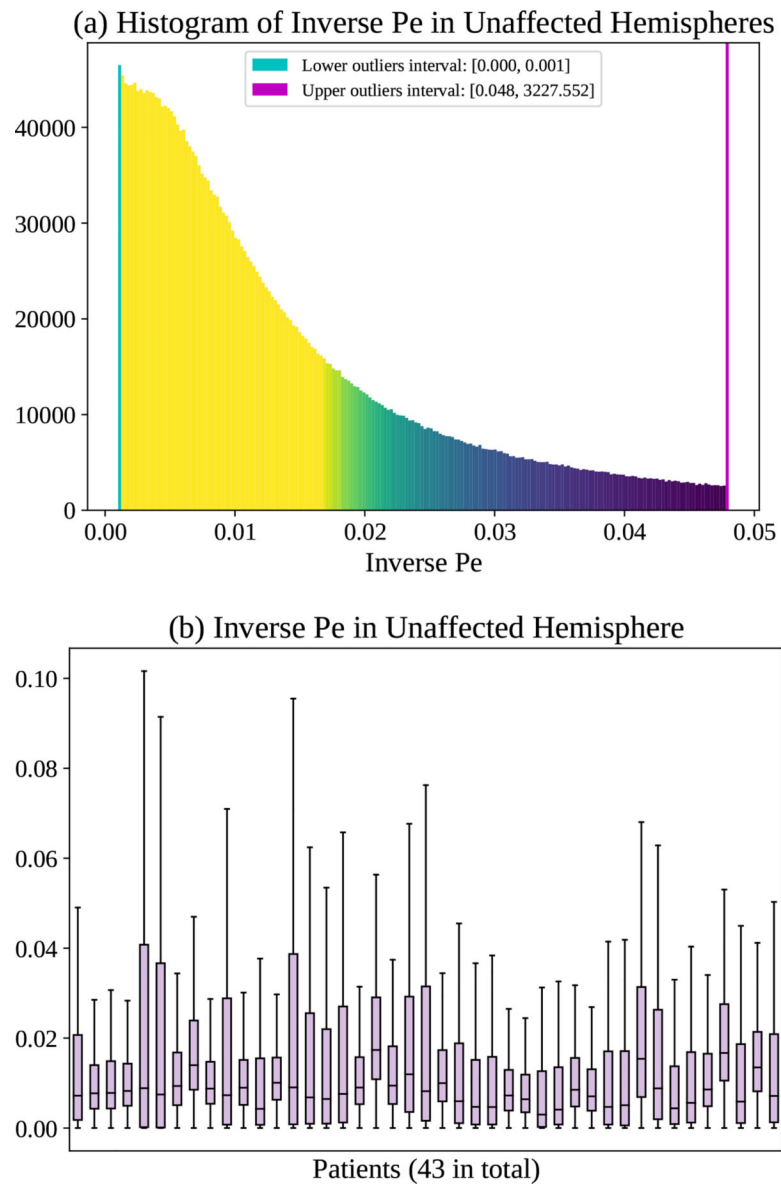 (a) Histogram of Inverse Pe in Unaffected Hemispheres
Lower outliers interval: [0.000, 0.001]
Upper outliers interval: [0.048, 3227.552]
40000
30000
20000
10000
0
0.00 0.01 0.02 0.03 0.04 0.05
Inverse Pe
(b) Inverse Pe in Unaffected Hemisphere
0.10
0.08
0.06
0.04
0.02
0.00
Patients (43 in total)